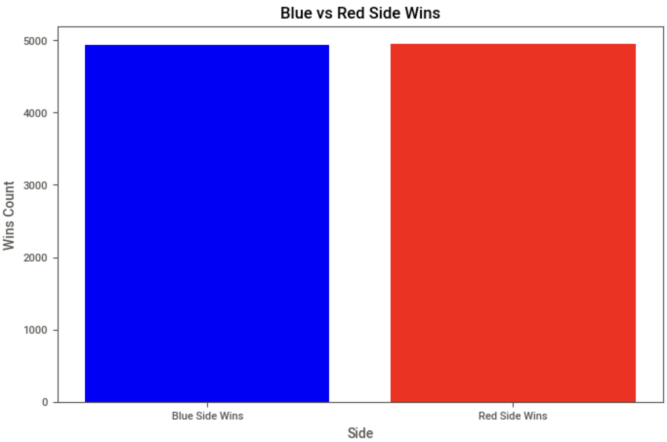 Blue vs Red Side Wins
Wins Count
5000
4000
3000
2000
1000
0
Blue Side Wins
Red Side Wins
Side